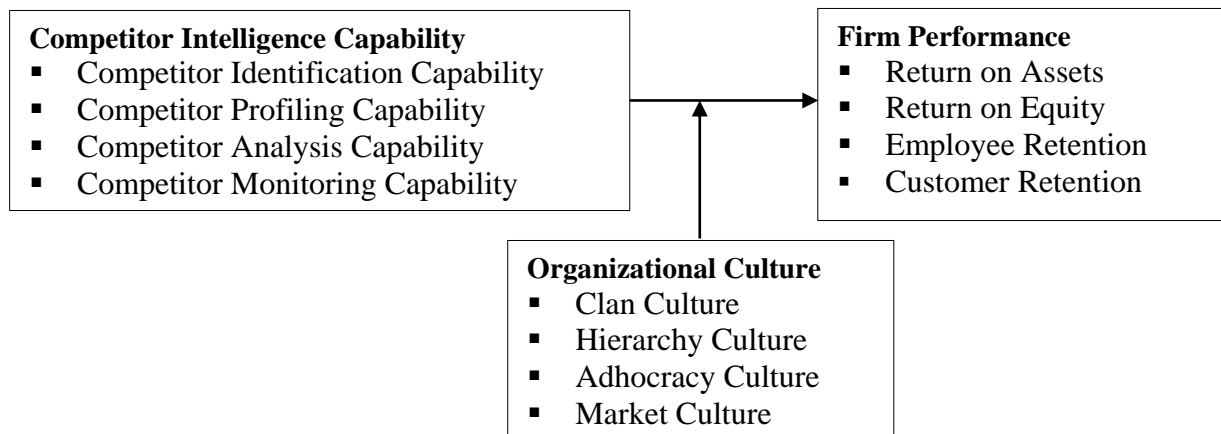 Competitor Intelligence Capability
▪ Competitor Identification Capability
▪ Competitor Profiling Capability
▪ Competitor Analysis Capability
▪ Competitor Monitoring Capability
Firm Performance
▪ Return on Assets
▪ Return on Equity
▪ Employee Retention
▪ Customer Retention
Organizational Culture
▪ Clan Culture
▪ Hierarchy Culture
▪ Adhocracy Culture
▪ Market Culture